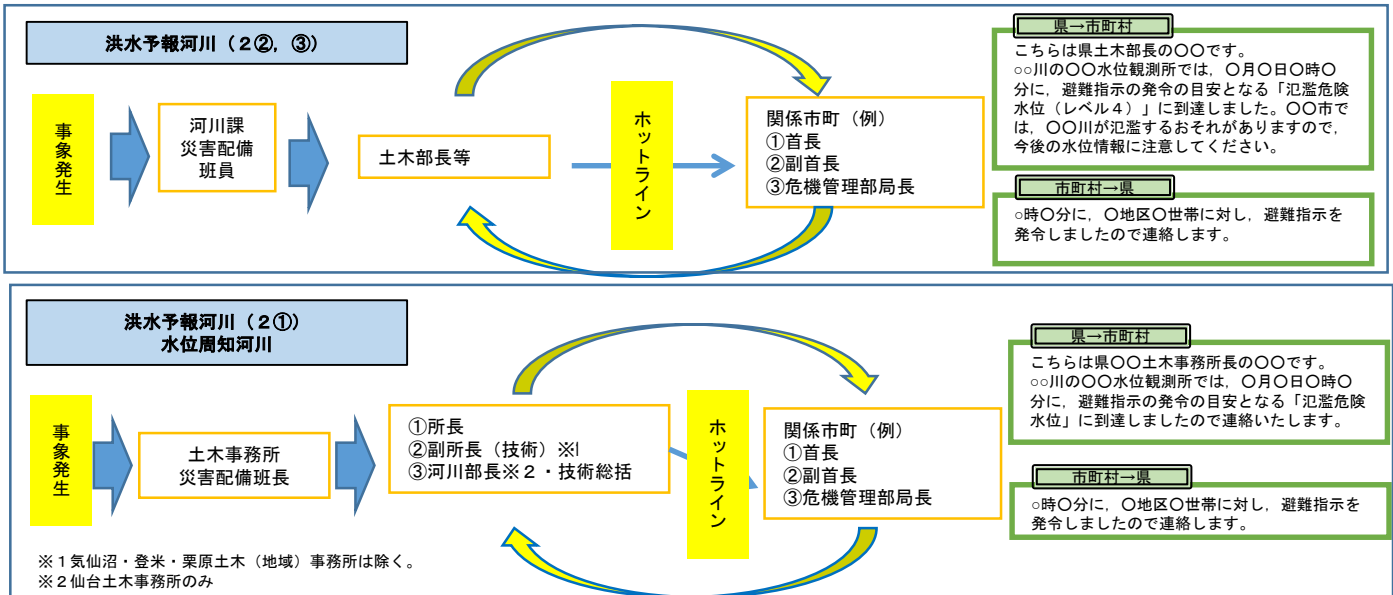 洪水予報河川（２②，③）
事象発生
河川課
災害配備
班員
土木部長等
ホットライン
関係市町（例）
①首長
②副首長
③危機管理部局長
県→市町村
こちらは県土木部長の〇〇です。
○○川の〇〇水位観測所では，〇月〇日〇時〇
分に，避難指示の発令の目安となる「氾濫危険
水位（レベル４）」に到達しました。〇〇市で
は，〇〇川が氾濫するおそれがありますので，
今後の水位情報に注意してください。
市町村→県
○時〇分に，〇地区〇世帯に対し，避難指示を
発令しましたので連絡します。
洪水予報河川（２①）
水位周知河川
事象発生
土木事務所
災害配備班長
①所長
②副所長（技術）※１
③河川部長※２・技術総括
ホットライン
関係市町（例）
①首長
②副首長
③危機管理部局長
県→市町村
こちらは県〇〇土木事務所長の〇〇です。
○○川の〇〇水位観測所では，〇月〇日〇時〇
分に，避難指示の発令の目安となる「氾濫危険
水位」に到達しましたので連絡いたします。
市町村→県
○時〇分に，〇地区〇世帯に対し，避難指示を
発令しましたので連絡します。
※１気仙沼・登米・栗原土木（地域）事務所は除く。
※２仙台土木事務所のみ